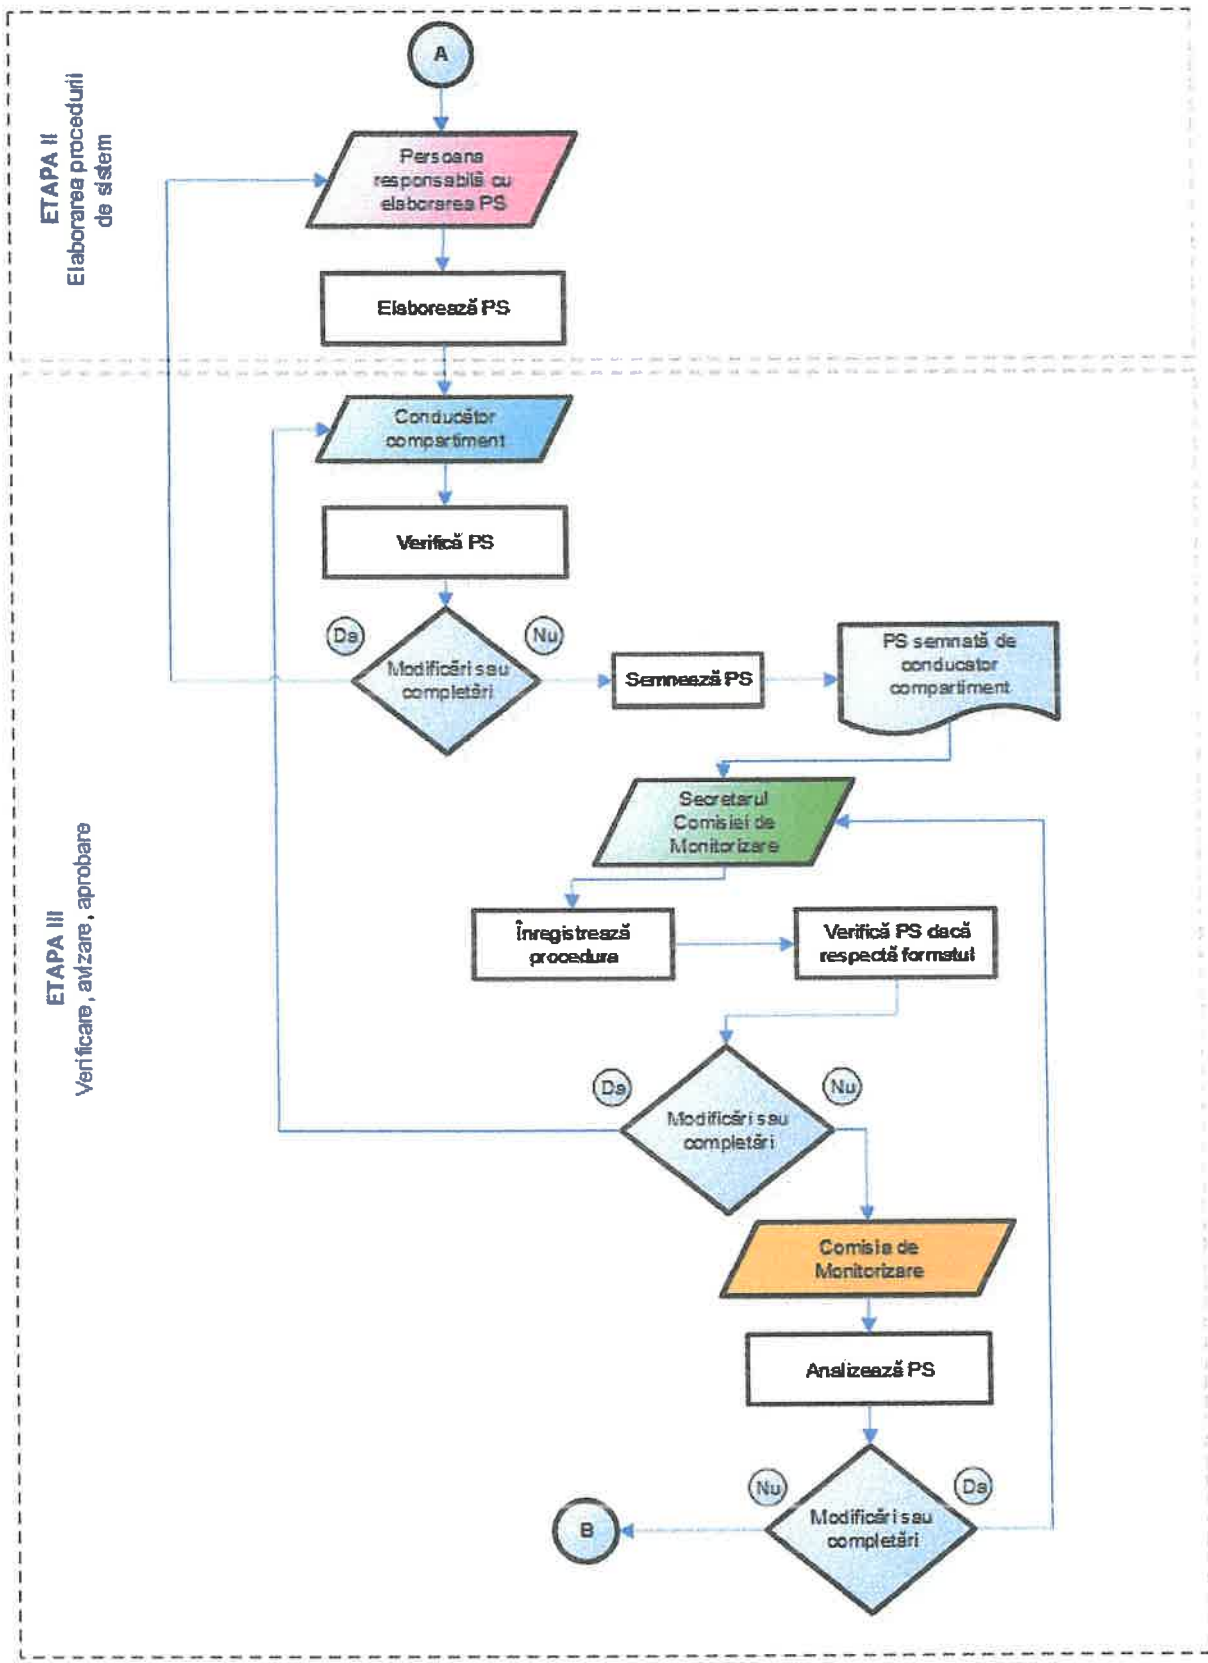 A
ETAPA II
Elaborarea procedurii
de sistem
Persoana
responsabilă cu
elaborarea PS
Elaborează PS
ETAPA III
Verificare, avizare, aprobare
Conducător
compartiment
Verifică PS
Da
Nu
Modificări sau
completări
Semnează PS
PS semnată de
conducator
compartiment
Secretarul
Comisiei de
Monitorizare
Înregistrează
procedura
Verifică PS dacă
respectă formatul
Da
Nu
Modificări sau
completări
Comisia de
Monitorizare
Analizează PS
Nu
Da
Modificări sau
completări
B